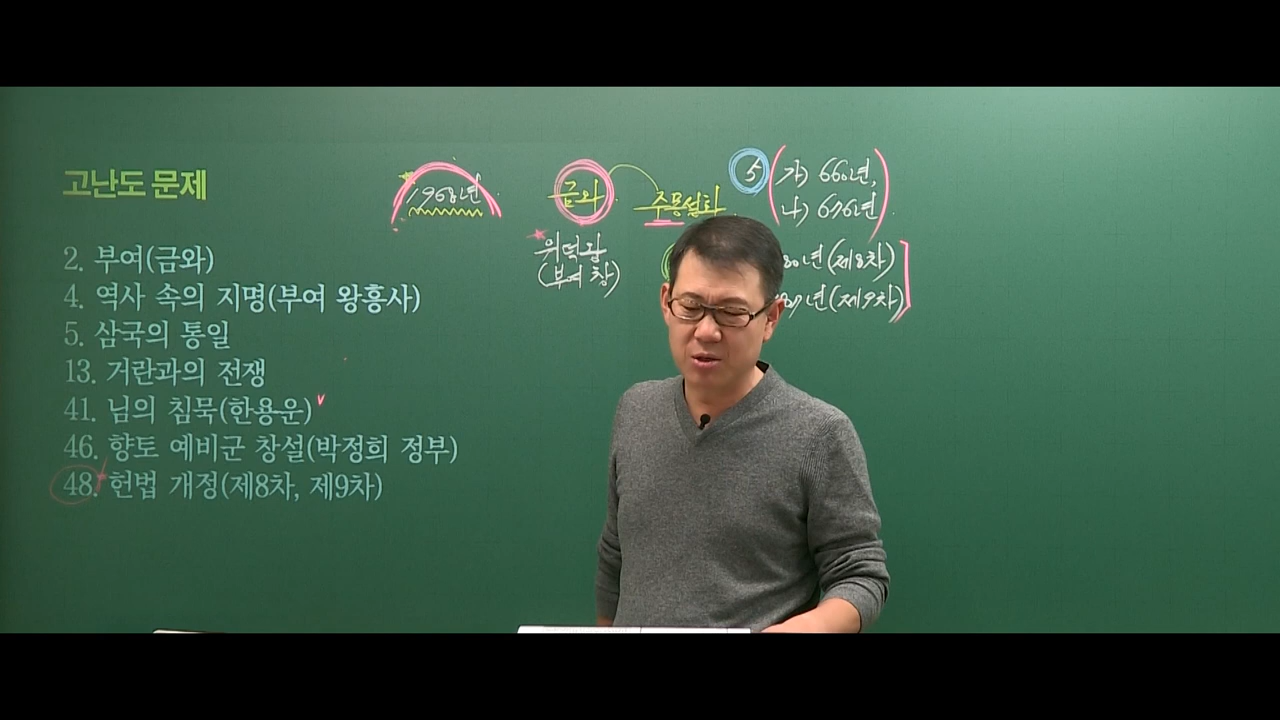 고난도 문제
2. 부여(금와)
4. 역사 속의 지명(부여 왕흥사)
5. 삼국의 통일
13. 거란과의 전쟁
41. 님의 침묵(한용운)
46. 향토 예비군 창설(박정희 정부)
48. 헌법 개정(제8차, 제9차)
1968년
금와
주몽설화
위덕왕
(부여 창)
5
가) 660년,
나) 676년
80년(제8차)
87년(제9차)